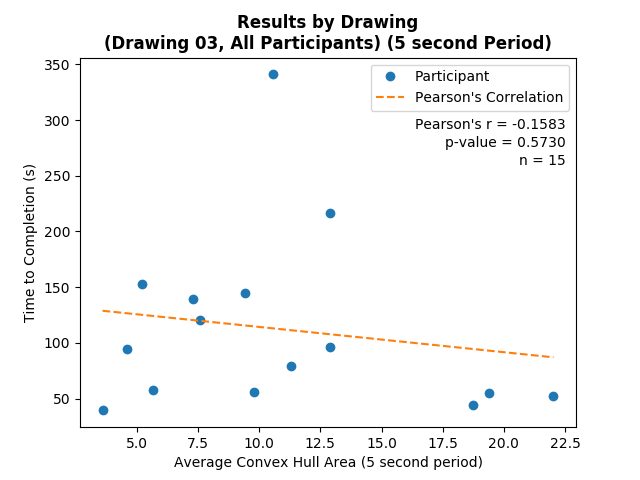 Results by Drawing
(Drawing 03, All Participants) (5 second Period)
350
300
250
200
150
100
50
Time to Completion (s)
Participant
Pearson's Correlation
Pearson's r = -0.1583
p-value = 0.5730
n = 15
5.0 7.5 10.0 12.5 15.0 17.5 20.0 22.5
Average Convex Hull Area (5 second period)